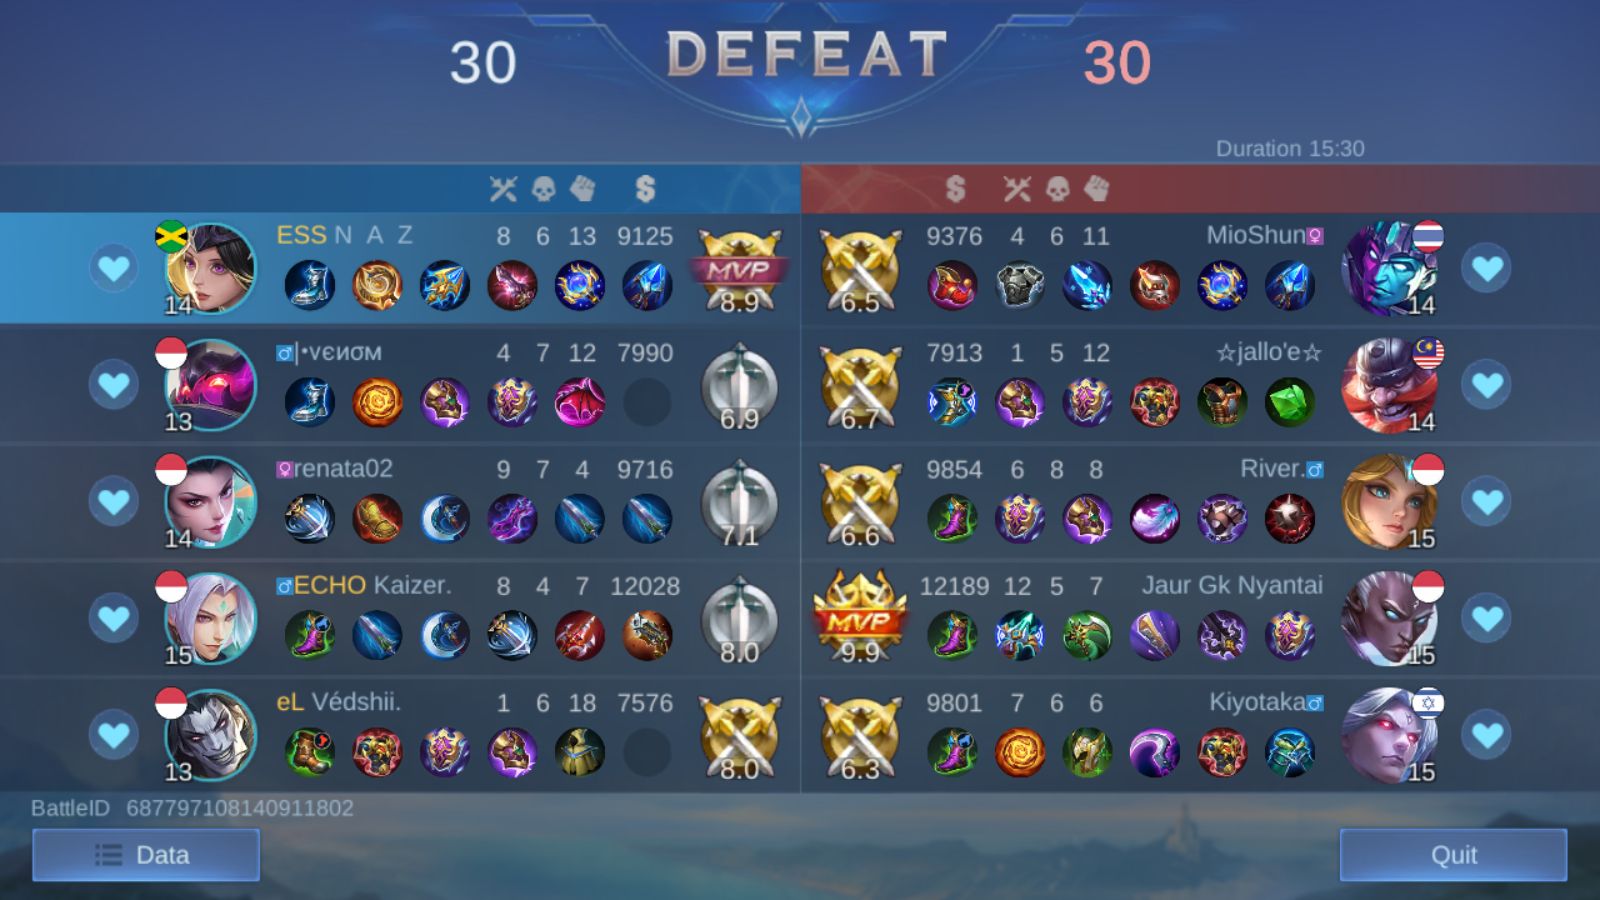 30 DEFEAT 30
Duration 15:30
ESS N A Z 8 6 13 9125 MVP 8.9 14
6.5 9376 4 6 11 MioShun 14
|•νєиσм 4 7 12 7990 6.9 13
6.7 7913 1 5 12 ☆jallo'e☆ 14
renata02 9 7 4 9716 7.1 14
6.6 9854 6 8 8 River. 15
ECHO Kaizer. 8 4 7 12028 8.0 15
MVP 9.9 12189 12 5 7 Jaur Gk Nyantai 15
eL Védshii. 1 6 18 7576 8.0 13
6.3 9801 7 6 6 Kiyotaka 15
BattleID 687797108140911802
Data Quit